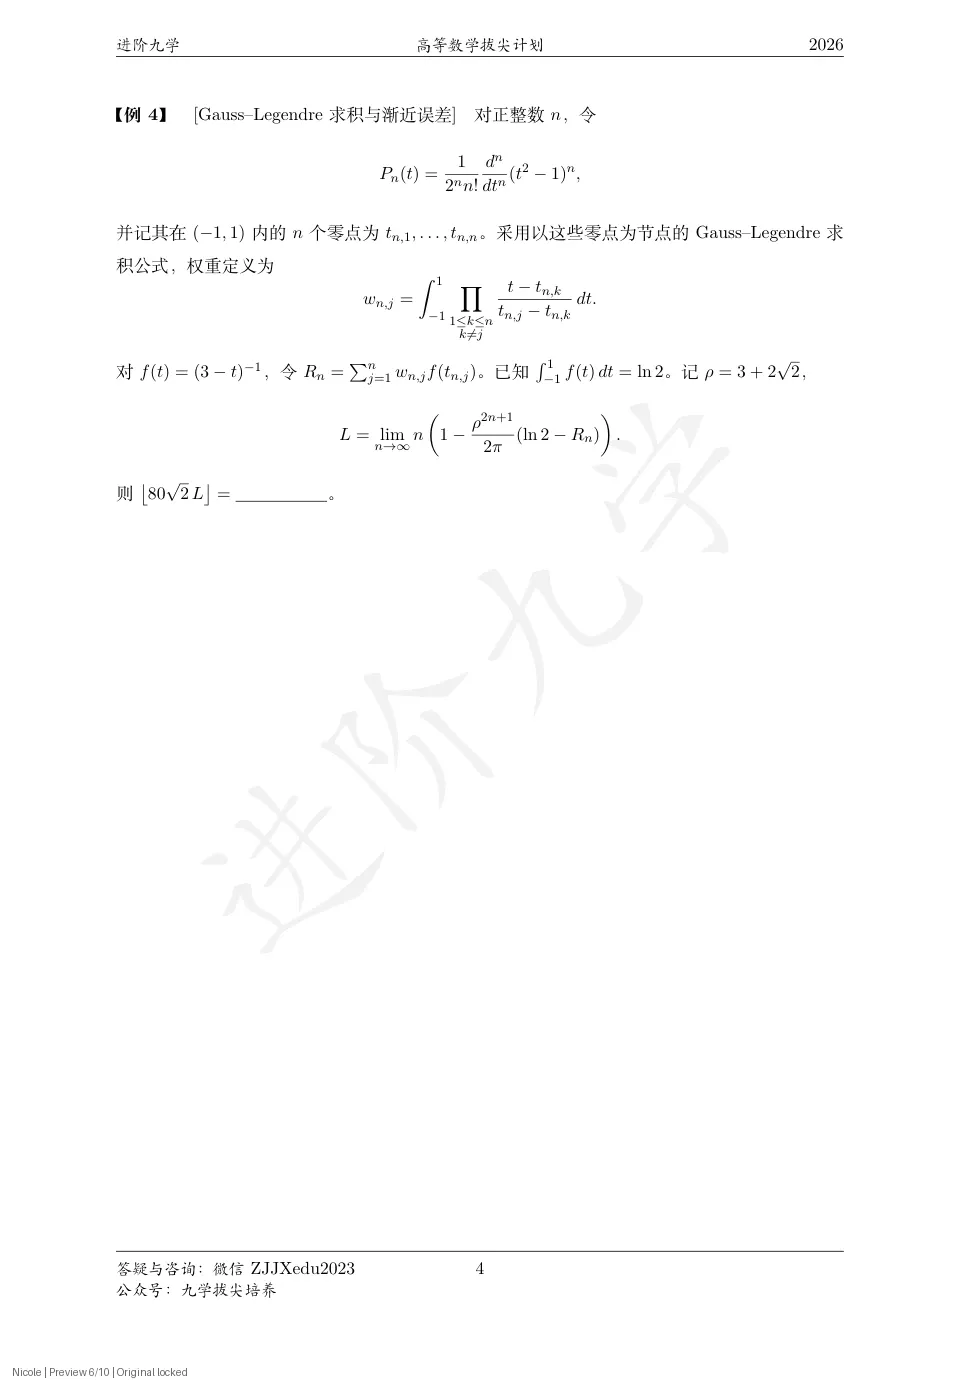 进阶九学 高等数学拔尖计划 2026
【例 4】 [Gauss–Legendre 求积与渐近误差] 对正整数 n，令
P_n(t) = \frac{1}{2^n n!} \frac{d^n}{dt^n} (t^2 − 1)^n,
并记其在 (−1, 1) 内的 n 个零点为 t_{n,1}, . . . , t_{n,n}。采用以这些零点为节点的 Gauss–Legendre 求
积公式，权重定义为
w_{n,j} = \int_{−1}^{1} \prod_{1≤k≤n, k≠j} \frac{t − t_{n,k}}{t_{n,j} − t_{n,k}} dt.
对 f(t) = (3 − t)^{−1}，令 R_n = \sum_{j=1}^{n} w_{n,j} f(t_{n,j})。已知 \int_{−1}^{1} f(t) dt = ln 2。记 ρ = 3 + 2√2,
L = \lim_{n→∞} n \left( 1 − \frac{ρ^{2n+1}}{2π} (ln 2 − R_n) \right).
则 ⌊80√2 L⌋ = __________。
进阶九学
答疑与咨询：微信 ZJJXedu2023 4
公众号：九学拔尖培养
Nicole | Preview 6/10 | Original locked